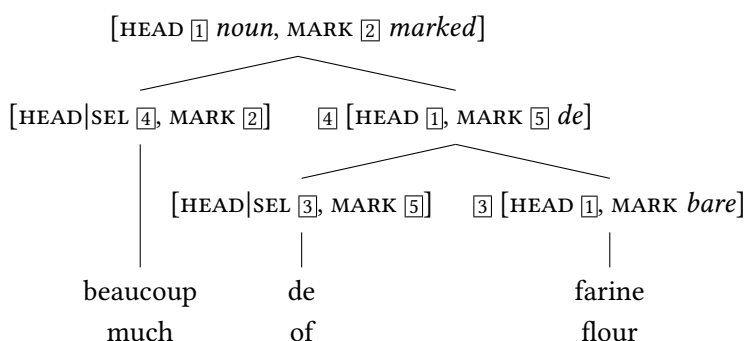 [HEAD 1 noun, MARK 2 marked]
[HEAD|SEL 4, MARK 2] 4 [HEAD 1, MARK 5 de]
[HEAD|SEL 3, MARK 5] 3 [HEAD 1, MARK bare]
beaucoup de farine
much of flour